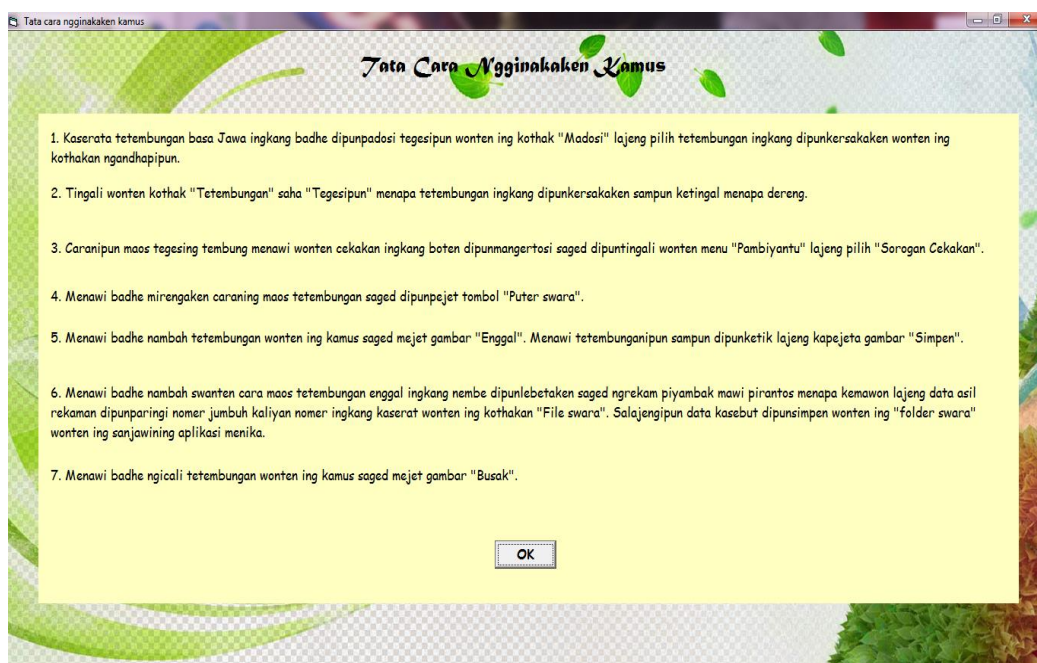 Tata cara ngginakaken kamus
Tata Cara Ngginakaken Kamus
1. Kaserata tetembungan basa Jawa ingkang badhe dipunpadosi tegesipun wonten ing kothak "Madosi" lajeng pilih tetembungan ingkang dipunkersakaken wonten ing
kothakan ngandhapipun.
2. Tingali wonten kothak "Tetembungan" saha "Tegesipun" menapa tetembungan ingkang dipunkersakaken sampun ketingal menapa dereng.
3. Caranipun maos tegesing tembung menawi wonten cekakan ingkang boten dipunmangertosi saged dipuntingali wonten menu "Pambiyantu" lajeng pilih "Sorogan Cekakan".
4. Menawi badhe mirengaken caraning maos tetembungan saged dipunpejet tombol "Puter swara".
5. Menawi badhe nambah tetembungan wonten ing kamus saged mejet gambar "Enggal". Menawi tetembunganipun sampun dipunketik lajeng kapejeta gambar "Simpen".
6. Menawi badhe nambah swanten cara maos tetembungan enggal ingkang nembe dipunlebetaken saged ngrekam piyambak mawi pirantos menapa kemawon lajeng data asil
rekaman dipunparingi nomer jumbuh kaliyan nomer ingkang kaserat wonten ing kothakan "File swara". Salajengipun data kasebut dipunsimpen wonten ing "folder swara"
wonten ing sanjawining aplikasi menika.
7. Menawi badhe ngicali tetembungan wonten ing kamus saged mejet gambar "Busak".
OK